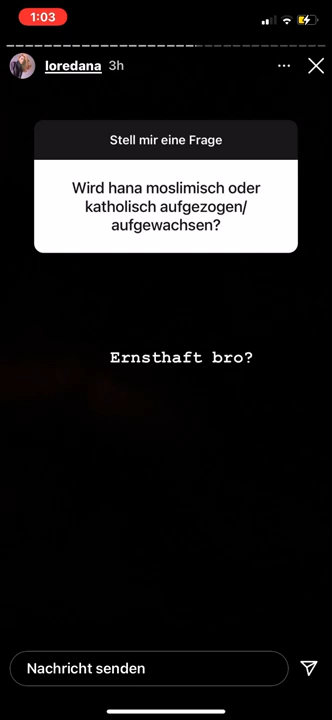 1:03
loredana 3h
Stell mir eine Frage
Wird hana moslimisch oder
katholisch aufgezogen/
aufgewachsen?
Ernsthaft bro?
Nachricht senden